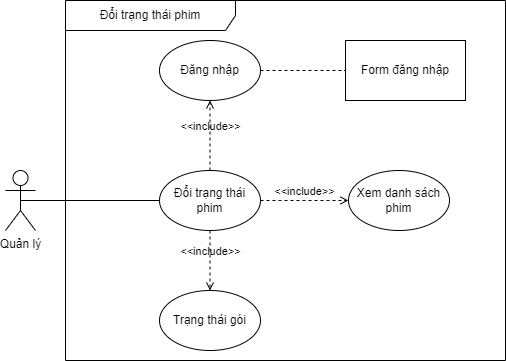 Đổi trạng thái phim
Đăng nhập
Form đăng nhập
<<include>>
Đổi trạng thái
phim
<<include>>
Xem danh sách
phim
Quản lý
<<include>>
Trạng thái gói